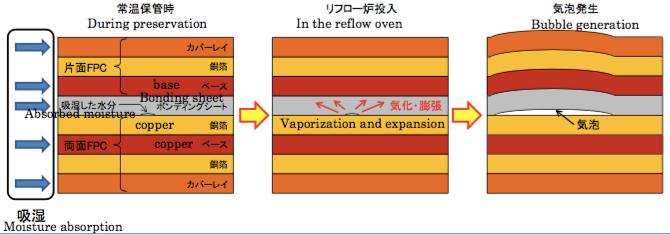 常温保管時
During preservation
リフロー炉投入
In the reflow oven
気泡発生
Bubble generation
カバーレイ
片面FPC
銅箔
base ベース
Bonding sheet
吸湿した水分
ボンディングシート
Absorbed moisture
copper 銅箔
両面FPC
copper ベース
銅箔
カバーレイ
気化・膨張
Vaporization and expansion
気泡
吸湿
Moisture absorption